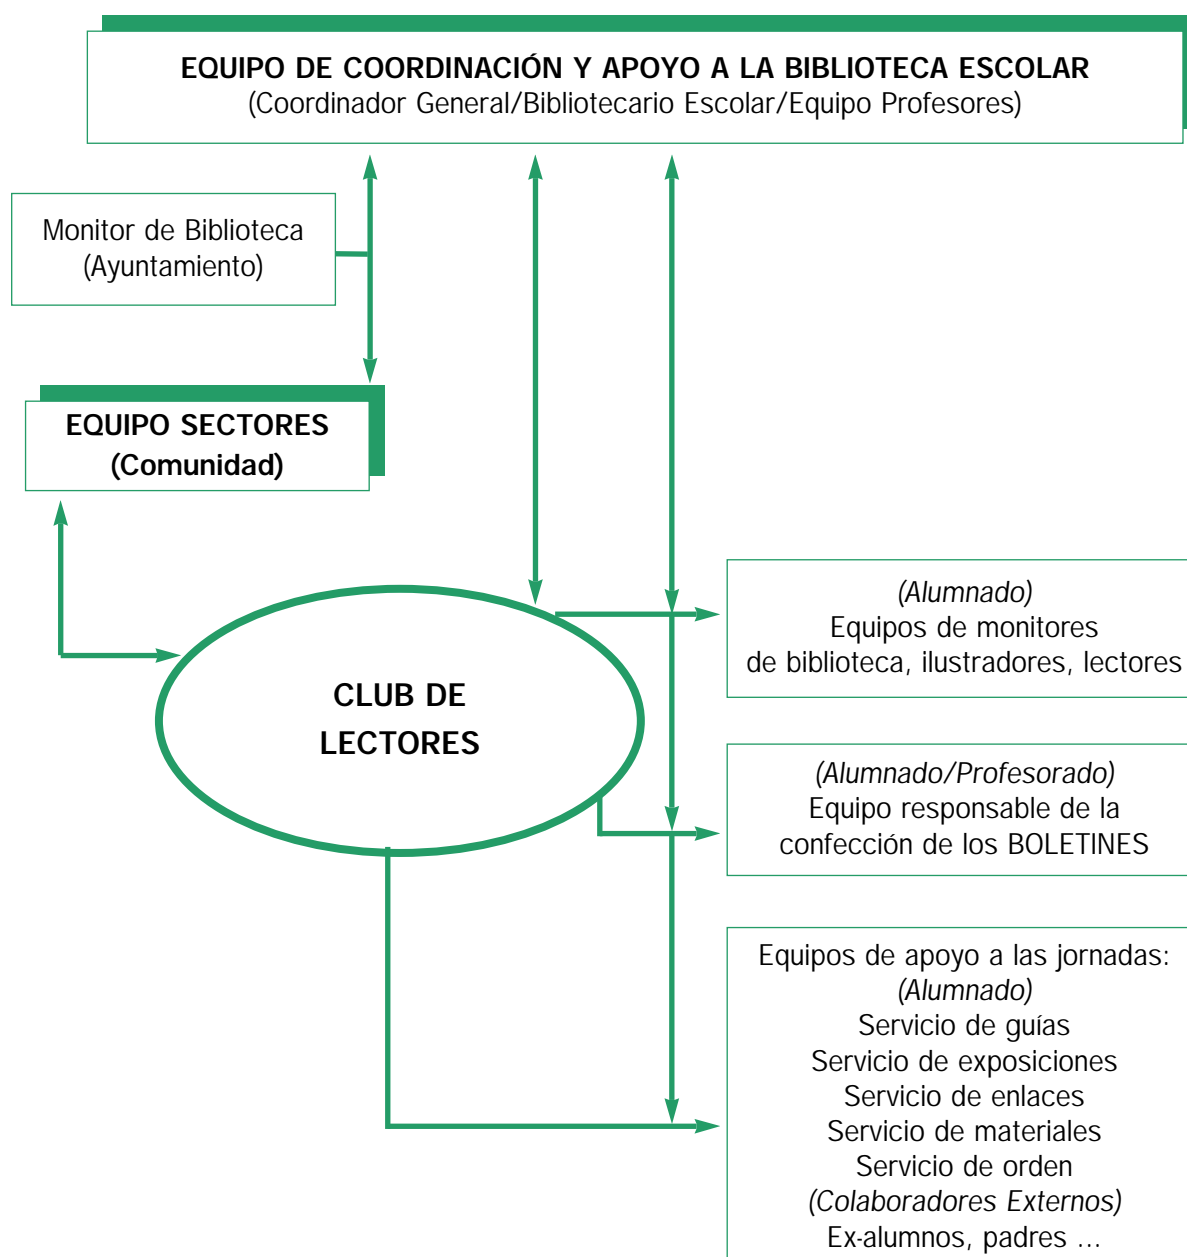 EQUIPO DE COORDINACIÓN Y APOYO A LA BIBLIOTECA ESCOLAR
(Coordinador General/Bibliotecario Escolar/Equipo Profesores)
Monitor de Biblioteca
(Ayuntamiento)
EQUIPO SECTORES
(Comunidad)
CLUB DE
LECTORES
(Alumnado)
Equipos de monitores
de biblioteca, ilustradores, lectores
(Alumnado/Profesorado)
Equipo responsable de la
confección de los BOLETINES
Equipos de apoyo a las jornadas:
(Alumnado)
Servicio de guías
Servicio de exposiciones
Servicio de enlaces
Servicio de materiales
Servicio de orden
(Colaboradores Externos)
Ex-alumnos, padres ...